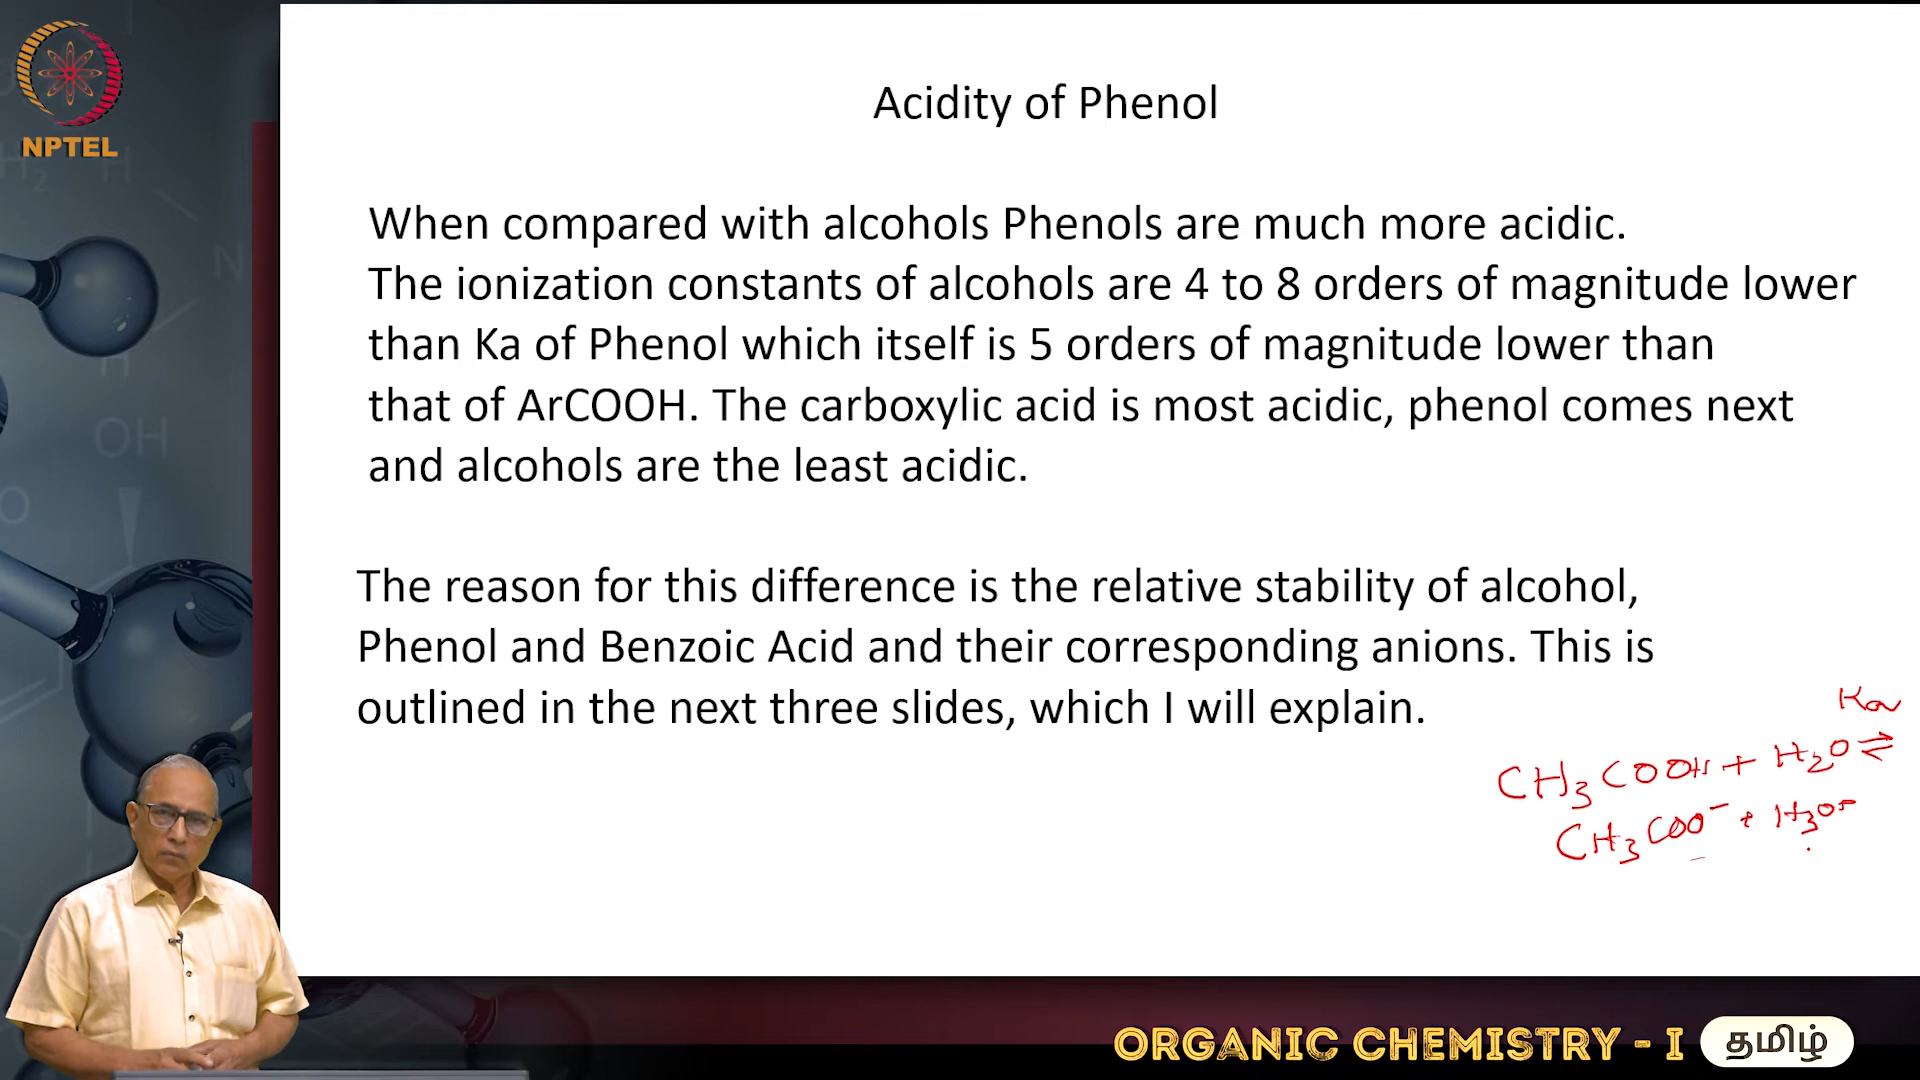 NPTEL
Acidity of Phenol
When compared with alcohols Phenols are much more acidic.
The ionization constants of alcohols are 4 to 8 orders of magnitude lower
than Ka of Phenol which itself is 5 orders of magnitude lower than
that of ArCOOH. The carboxylic acid is most acidic, phenol comes next
and alcohols are the least acidic.
The reason for this difference is the relative stability of alcohol,
Phenol and Benzoic Acid and their corresponding anions. This is
outlined in the next three slides, which I will explain.
Ka
CH₃COOH + H₂O ⇌
CH₃COO⁻ + H₃O⁺
H₂
H
N
H
OH
O
ORGANIC CHEMISTRY - I தமிழ்